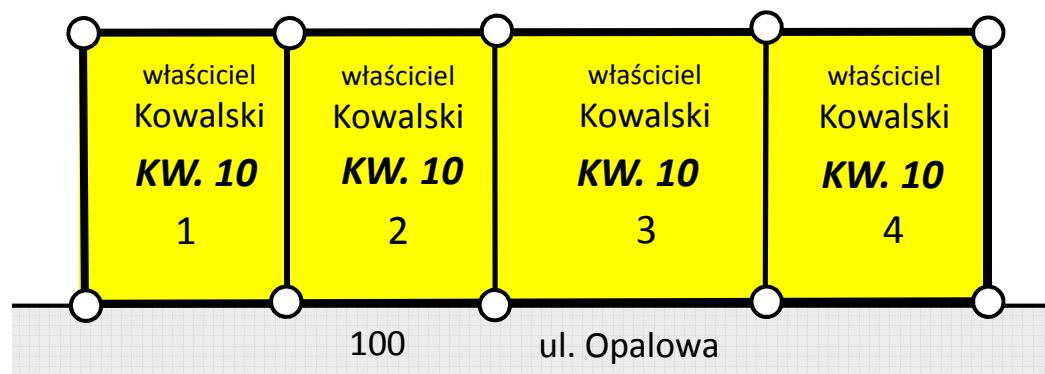 właściciel
Kowalski
KW. 10
1
właściciel
Kowalski
KW. 10
2
właściciel
Kowalski
KW. 10
3
właściciel
Kowalski
KW. 10
4
100 ul. Opalowa